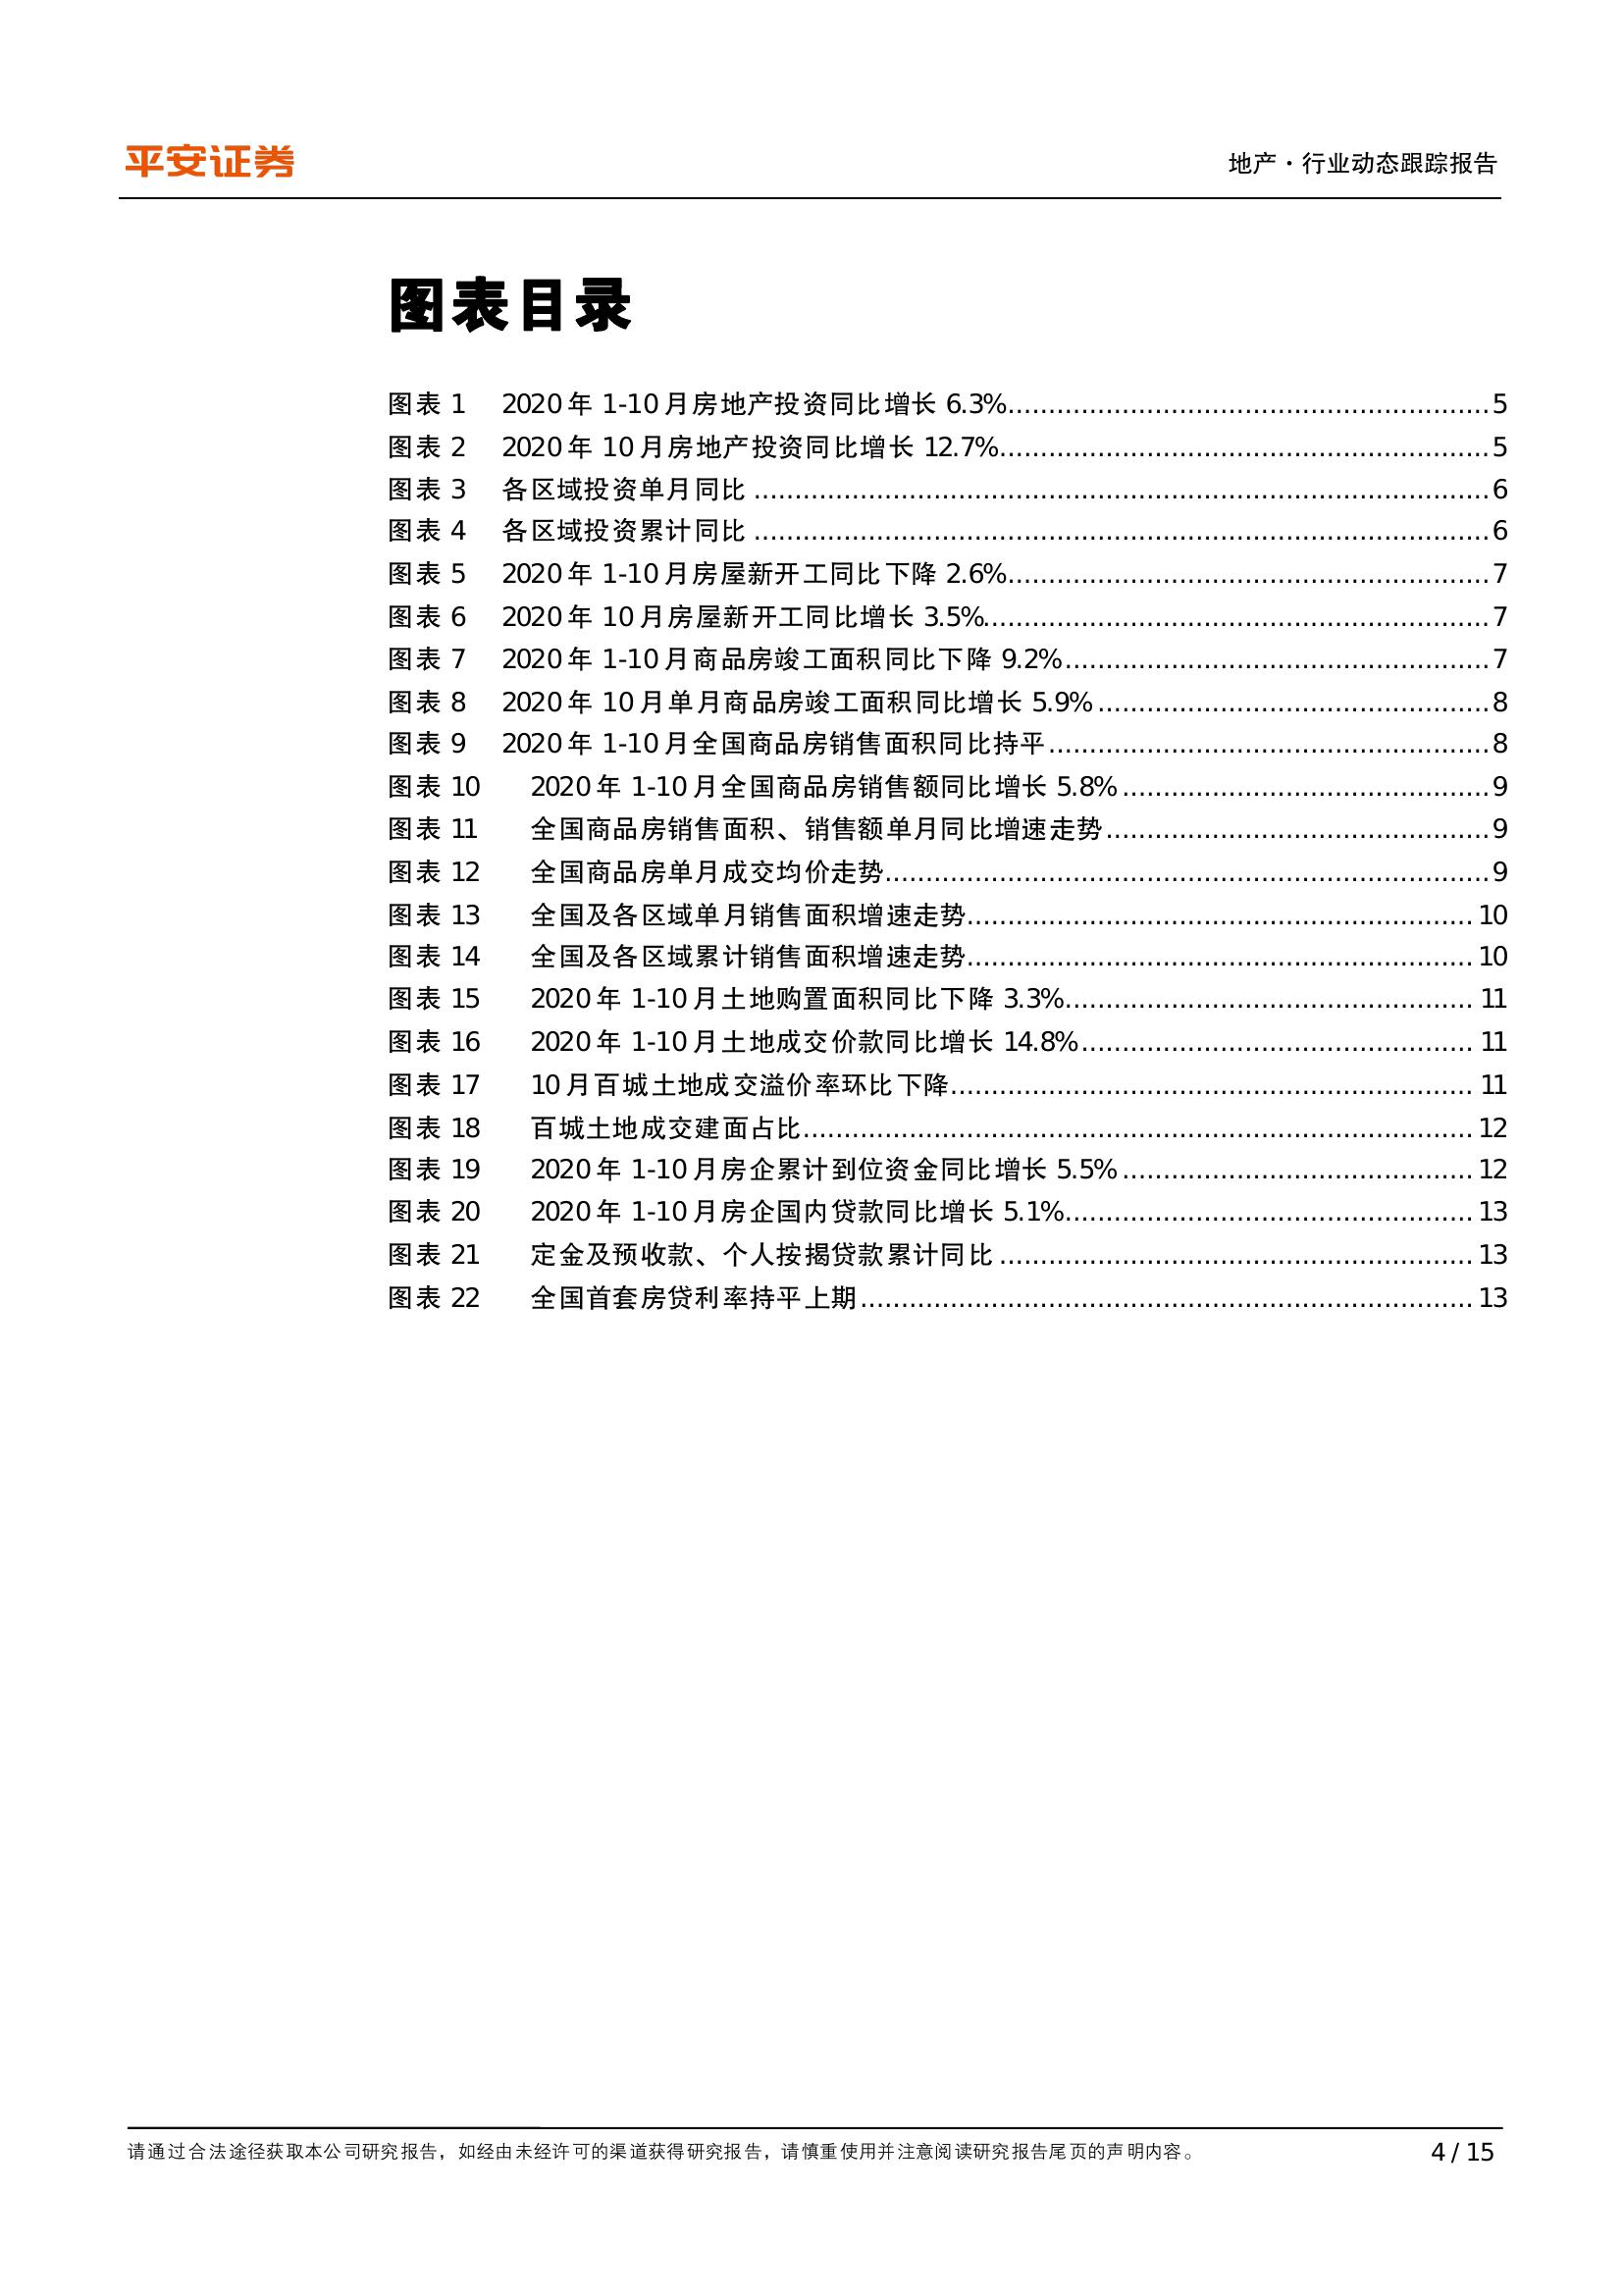 平安证券
地产·行业动态跟踪报告
图表目录
图表 1 2020 年 1-10 月房地产投资同比增长 6.3%........5
图表 2 2020 年 10 月房地产投资同比增长 12.7%........5
图表 3 各区域投资单月同比........6
图表 4 各区域投资累计同比........6
图表 5 2020 年 1-10 月房屋新开工同比下降 2.6%........7
图表 6 2020 年 10 月房屋新开工同比增长 3.5%........7
图表 7 2020 年 1-10 月商品房竣工面积同比下降 9.2%........7
图表 8 2020 年 10 月单月商品房竣工面积同比增长 5.9%........8
图表 9 2020 年 1-10 月全国商品房销售面积同比持平........8
图表 10 2020 年 1-10 月全国商品房销售额同比增长 5.8%........9
图表 11 全国商品房销售面积、销售额单月同比增速走势........9
图表 12 全国商品房单月成交均价走势........9
图表 13 全国及各区域单月销售面积增速走势........10
图表 14 全国及各区域累计销售面积增速走势........10
图表 15 2020 年 1-10 月土地购置面积同比下降 3.3%........11
图表 16 2020 年 1-10 月土地成交价款同比增长 14.8%........11
图表 17 10 月百城土地成交溢价率环比下降........11
图表 18 百城土地成交建面占比........12
图表 19 2020 年 1-10 月房企累计到位资金同比增长 5.5%........12
图表 20 2020 年 1-10 月房企国内贷款同比增长 5.1%........13
图表 21 定金及预收款、个人按揭贷款累计同比........13
图表 22 全国首套房贷利率持平上期........13
请通过合法途径获取本公司研究报告，如经由未经许可的渠道获得研究报告，请慎重使用并注意阅读研究报告尾页的声明内容。
4 / 15